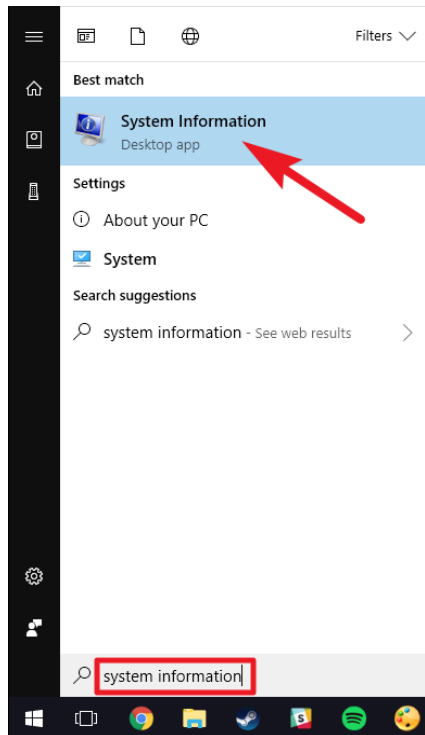 Filters
Best match
System Information
Desktop app
Settings
About your PC
System
Search suggestions
system information - See web results
system information